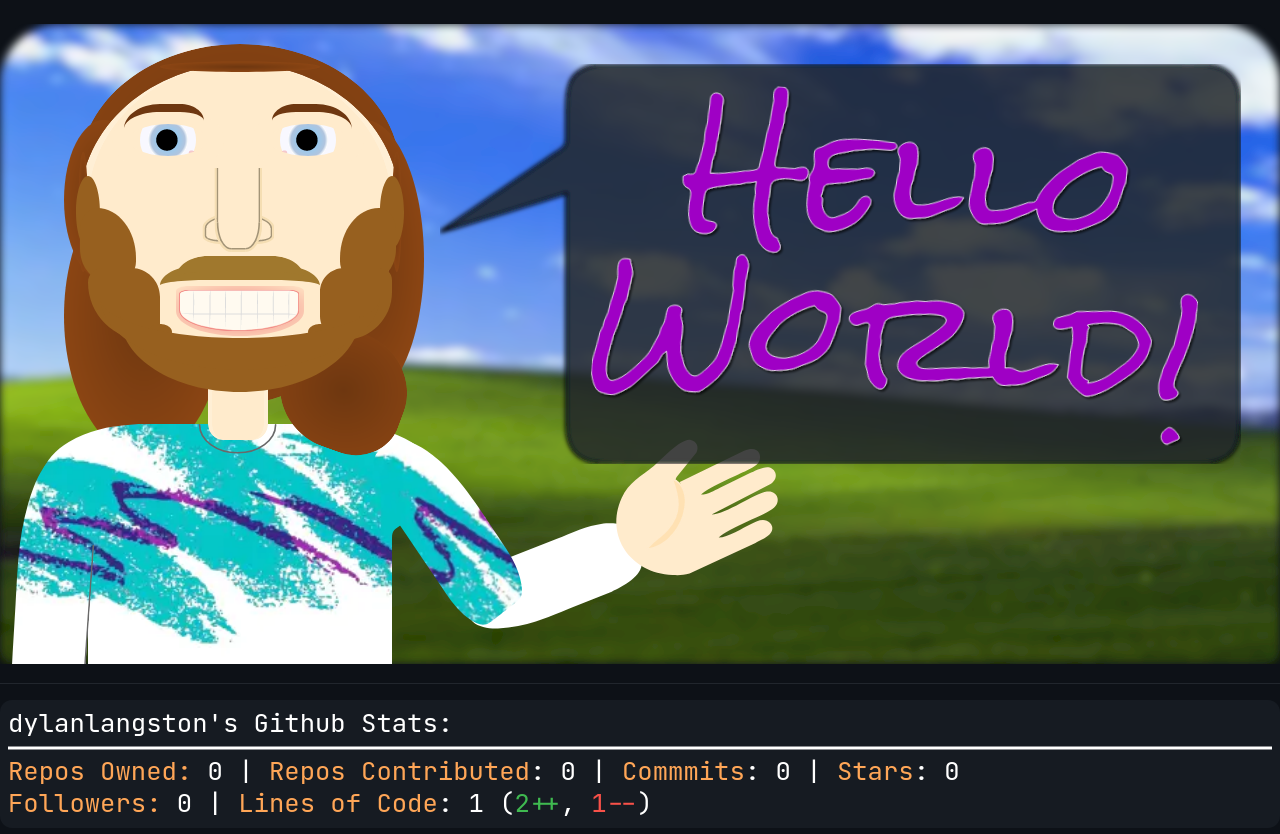 Hello
World!
dylanlangston's Github Stats:
Repos Owned: 0 | Repos Contributed: 0 | Commmits: 0 | Stars: 0
Followers: 0 | Lines of Code: 1 (2++, 1--)